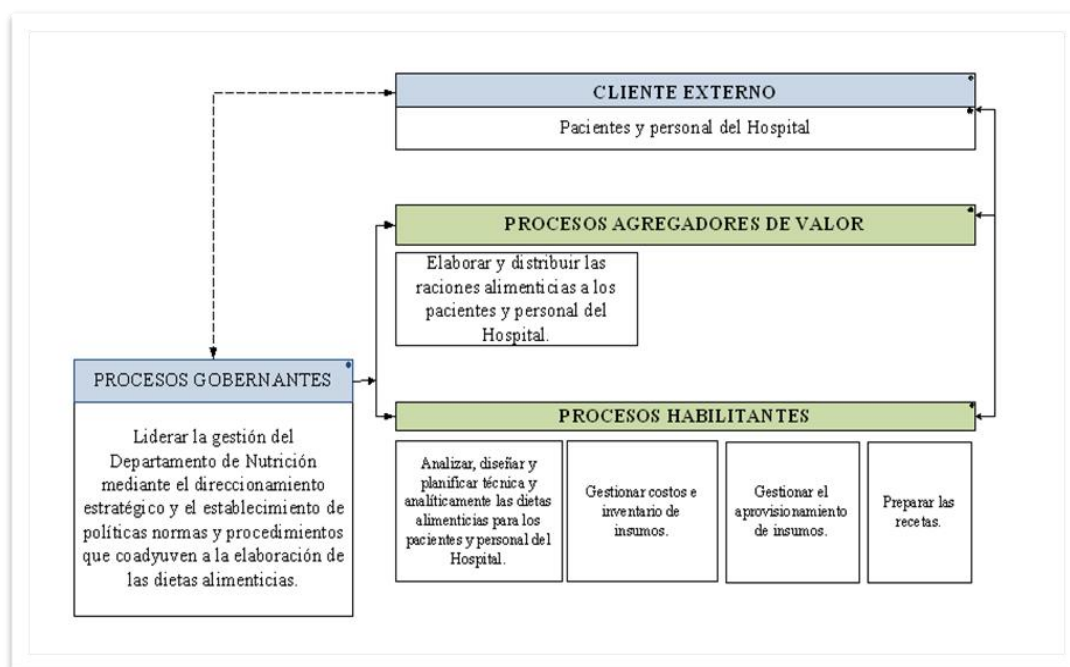 CLIENTE EXTERNO
Pacientes y personal del Hospital
PROCESOS AGREGADORES DE VALOR
Elaborar y distribuir las
raciones alimenticias a los
pacientes y personal del
Hospital.
PROCESOS GOBERNANTES
Liderar la gestión del
Departamento de Nutrición
mediante el direccionamiento
estratégico y el establecimiento de
políticas normas y procedimientos
que coadyuven a la elaboración de
las dietas alimenticias.
PROCESOS HABILITANTES
Analizar, diseñar y
planificar técnica y
analíticamente las dietas
alimenticias para los
pacientes y personal del
Hospital.
Gestionar costos e
inventario de
insumos.
Gestionar el
aprovisionamiento
de insumos.
Preparar las
recetas.